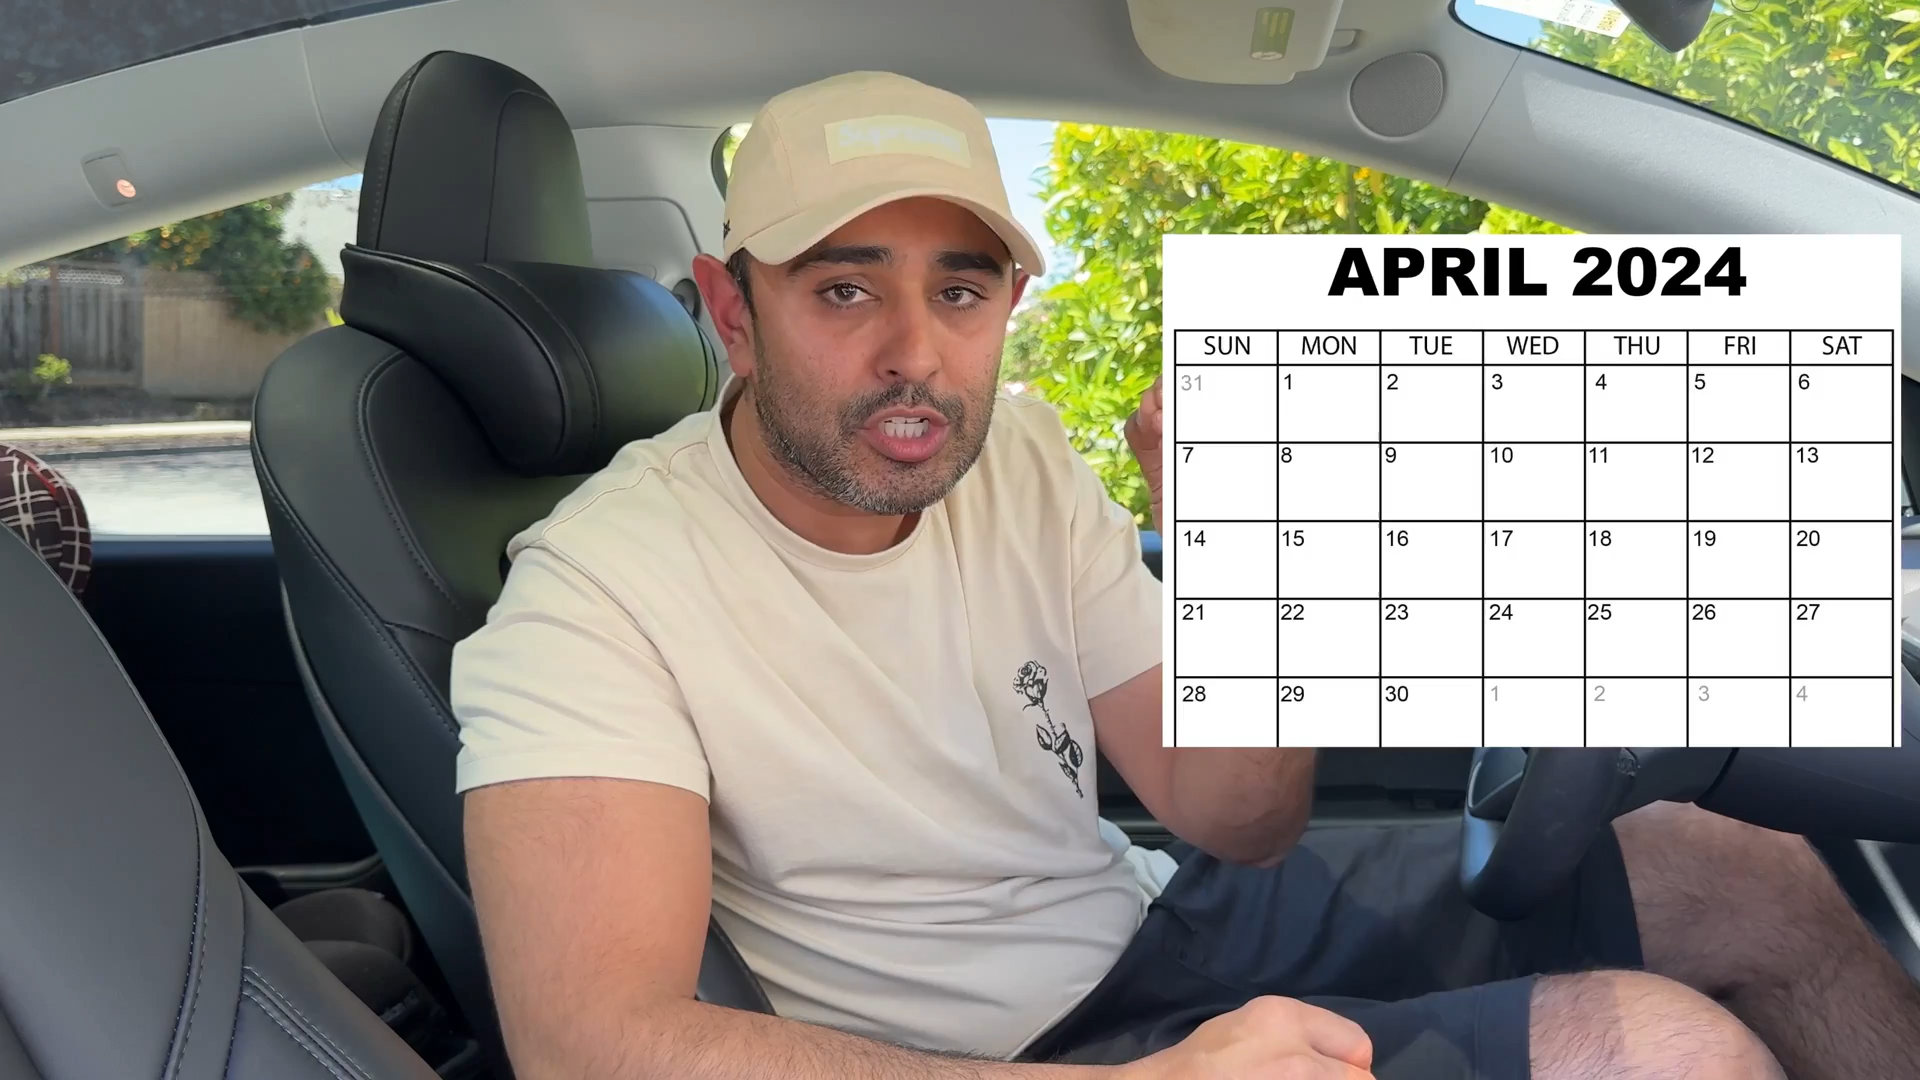 APRIL 2024
SUN MON TUE WED THU FRI SAT
31 1 2 3 4 5 6
7 8 9 10 11 12 13
14 15 16 17 18 19 20
21 22 23 24 25 26 27
28 29 30 1 2 3 4